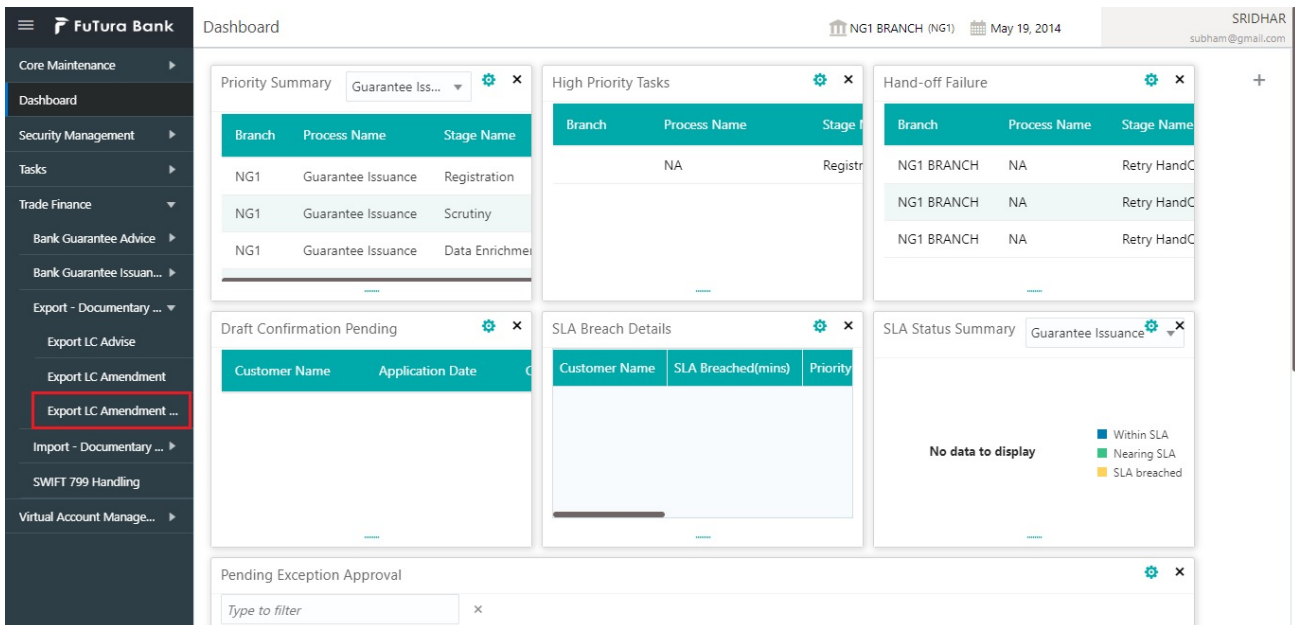 FuTura Bank
Dashboard
NG1 BRANCH (NG1)
May 19, 2014
SRIDHAR
subham@gmail.com
Core Maintenance
Dashboard
Security Management
Tasks
Trade Finance
Bank Guarantee Advice
Bank Guarantee Issuan...
Export - Documentary ...
Export LC Advise
Export LC Amendment
Export LC Amendment ...
Import - Documentary ...
SWIFT 799 Handling
Virtual Account Manage...
Priority Summary
Guarantee Iss...
Branch Process Name Stage Name
NG1 Guarantee Issuance Registration
NG1 Guarantee Issuance Scrutiny
NG1 Guarantee Issuance Data Enrichme
High Priority Tasks
Branch Process Name Stage
NA Registr
Hand-off Failure
Branch Process Name Stage Name
NG1 BRANCH NA Retry Hand
NG1 BRANCH NA Retry Hand
NG1 BRANCH NA Retry Hand
Draft Confirmation Pending
Customer Name Application Date
SLA Breach Details
Customer Name SLA Breached(mins) Priority
SLA Status Summary
Guarantee Issuance
No data to display
Within SLA
Nearing SLA
SLA breached
Pending Exception Approval
Type to filter